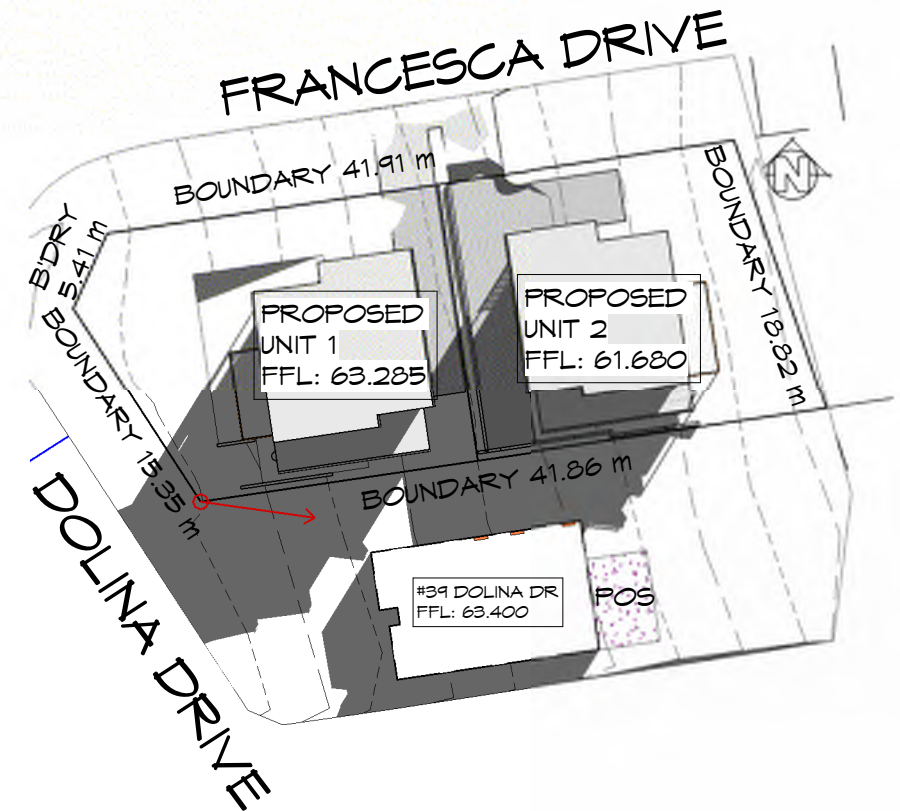 FRANCESCA DRIVE
BOUNDARY 41.91 m
N
B'DRY
5.41 m
BOUNDARY 18.82 m
PROPOSED
UNIT 1
FFL: 63.285
PROPOSED
UNIT 2
FFL: 61.680
BOUNDARY 15.35 m
BOUNDARY 41.86 m
DOLINA DRIVE
#39 DOLINA DR
FFL: 63.400
POS